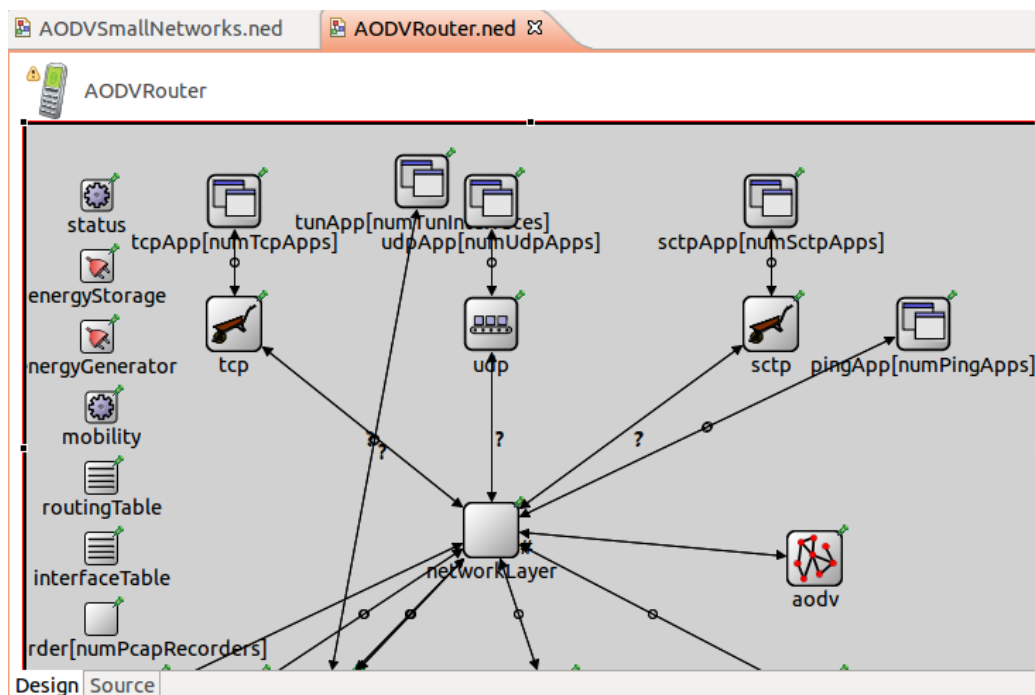 AODVSmallNetworks.ned
AODVRouter.ned
AODVRouter
status
tcpApp[numTcpApps]
udpApp[numUdpApps]
sctpApp[numSctpApps]
energyStorage
nergyGenerator
tcp
udp
sctp
pingApp[numPingApps]
mobility
?
?
?
?
routingTable
interfaceTable
networkLayer
aodv
rder[numPcapRecorders]
Design
Source